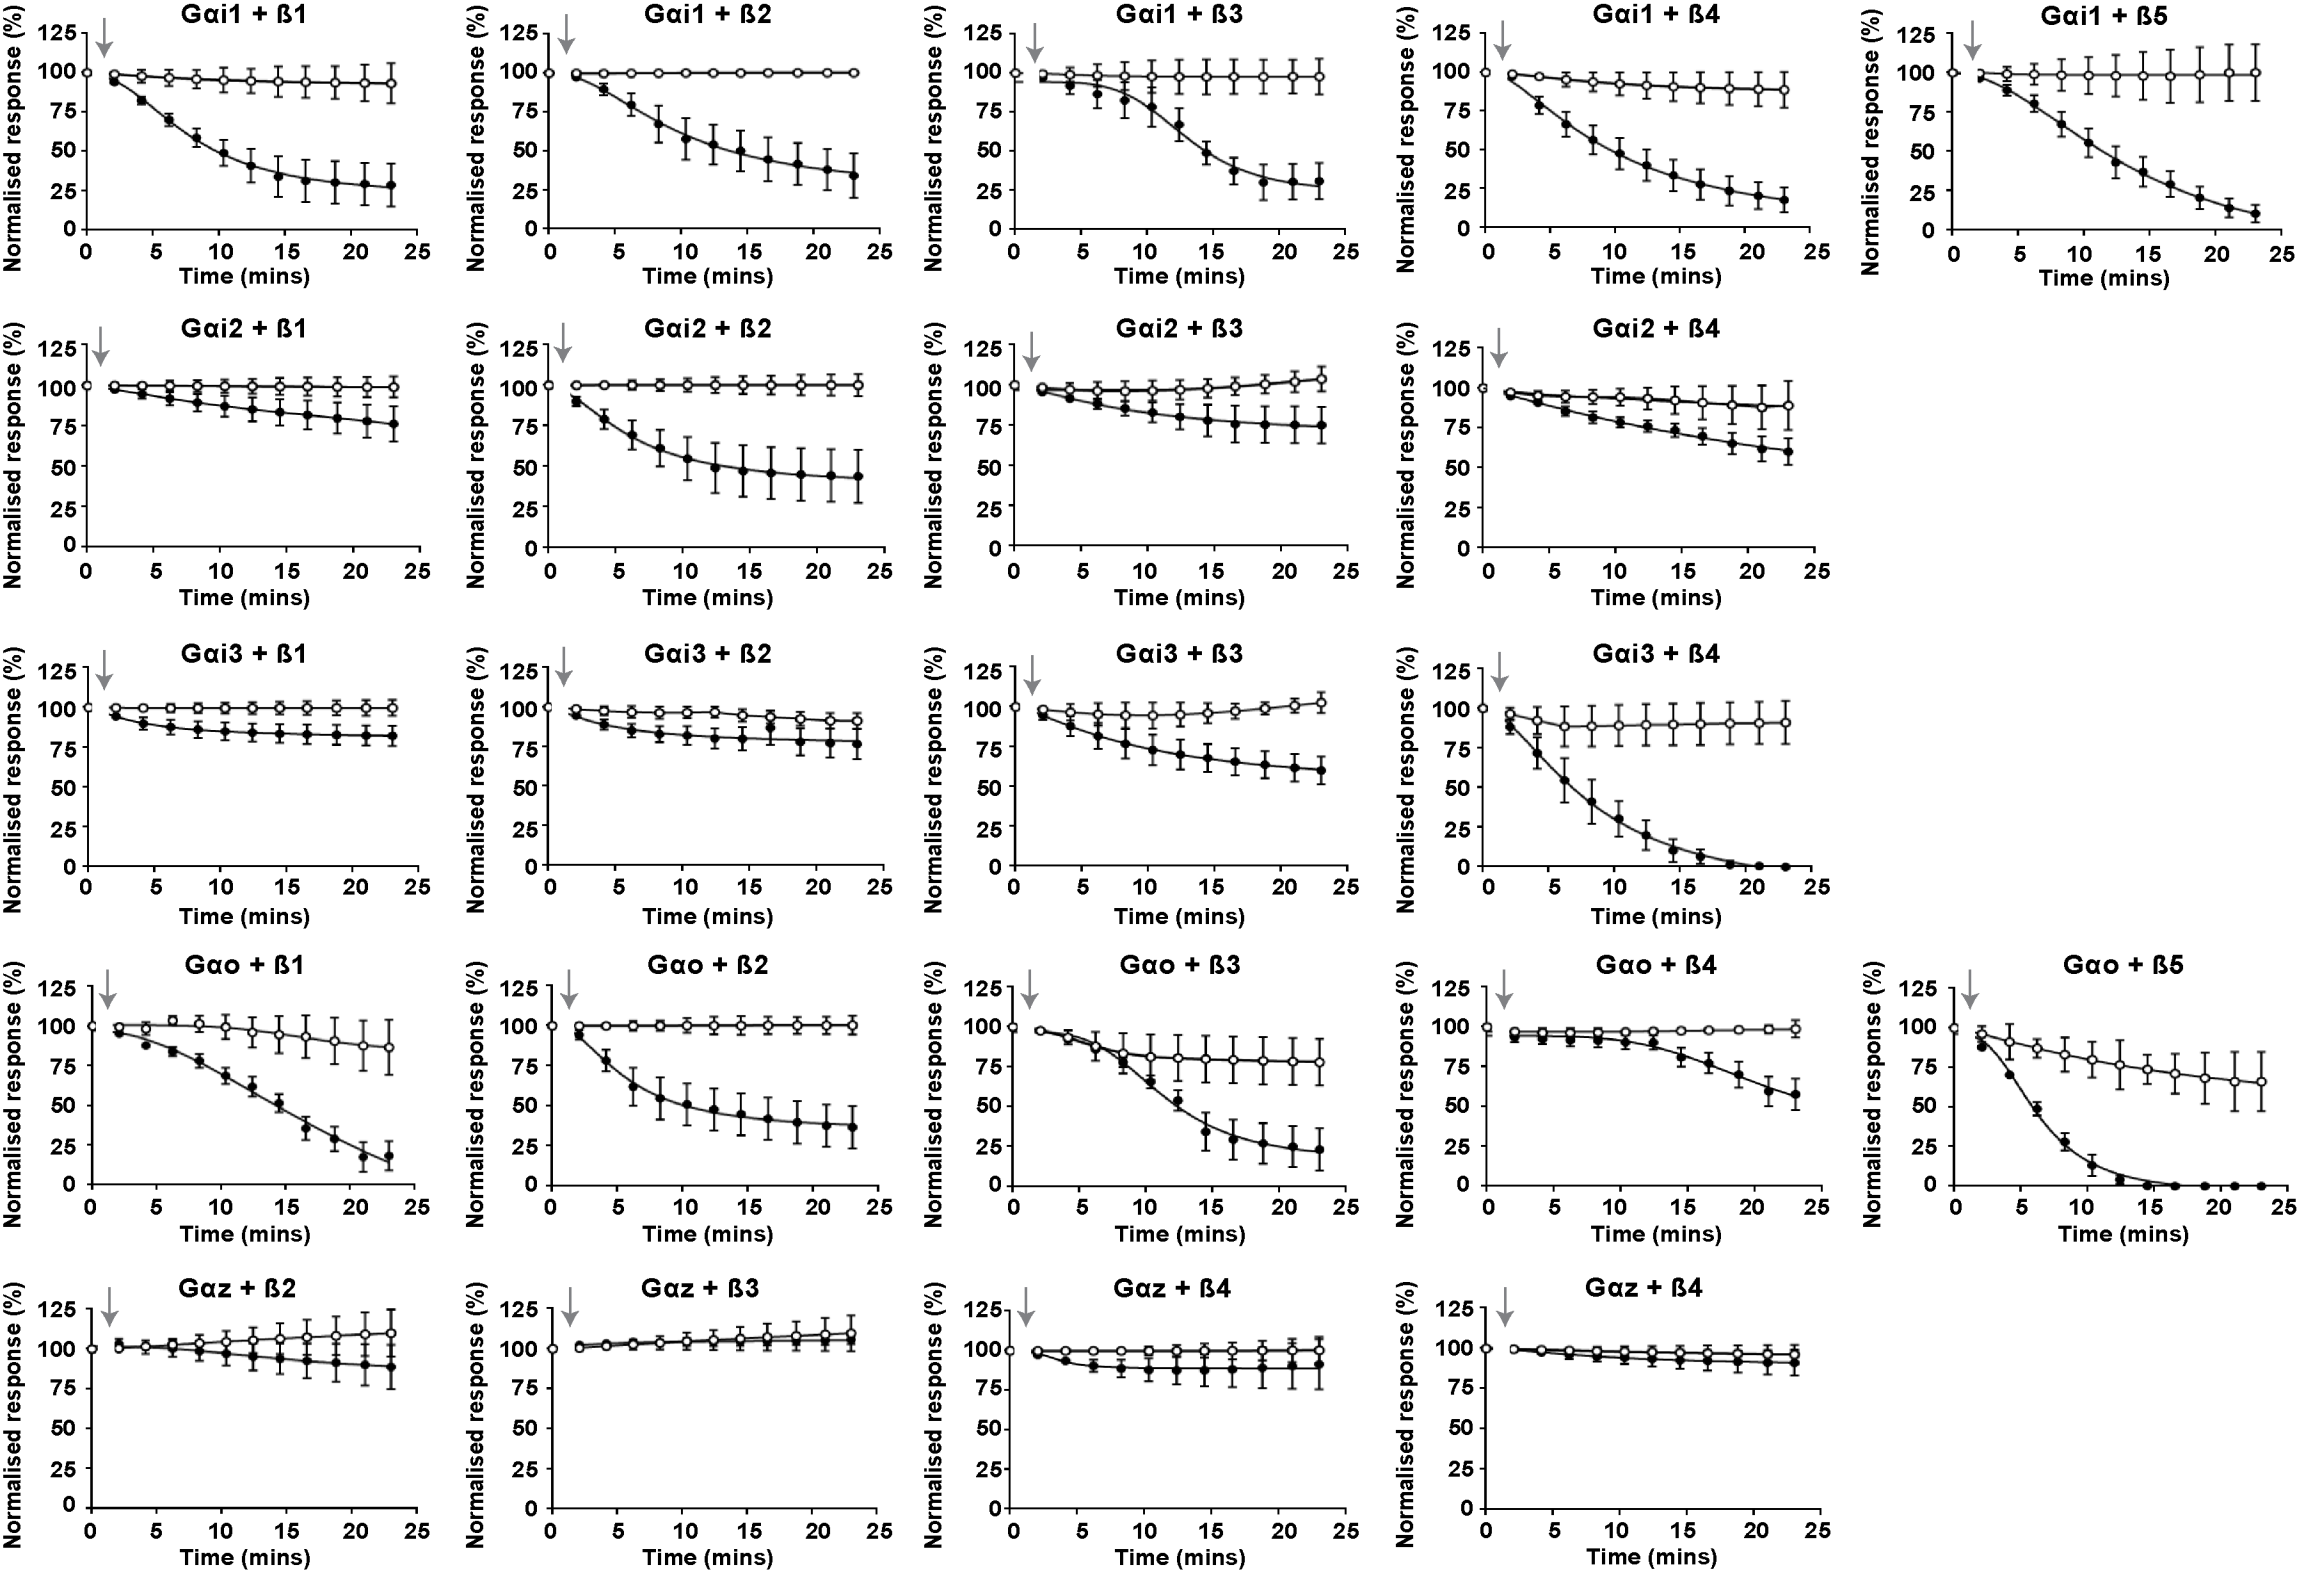 Gαi1 + ß1
Normalised response (%)
125
100
75
50
25
0
0 5 10 15 20 25
Time (mins)
Gαi1 + ß2
Normalised response (%)
125
100
75
50
25
0
0 5 10 15 20 25
Time (mins)
Gαi1 + ß3
Normalised response (%)
125
100
75
50
25
0
0 5 10 15 20 25
Time (mins)
Gαi1 + ß4
Normalised response (%)
125
100
75
50
25
0
0 5 10 15 20 25
Time (mins)
Gαi1 + ß5
Normalised response (%)
125
100
75
50
25
0
0 5 10 15 20 25
Time (mins)
Gαi2 + ß1
Normalised response (%)
125
100
75
50
25
0
0 5 10 15 20 25
Time (mins)
Gαi2 + ß2
Normalised response (%)
125
100
75
50
25
0
0 5 10 15 20 25
Time (mins)
Gαi2 + ß3
Normalised response (%)
125
100
75
50
25
0
0 5 10 15 20 25
Time (mins)
Gαi2 + ß4
Normalised response (%)
125
100
75
50
25
0
0 5 10 15 20 25
Time (mins)
Gαi3 + ß1
Normalised response (%)
125
100
75
50
25
0
0 5 10 15 20 25
Time (mins)
Gαi3 + ß2
Normalised response (%)
125
100
75
50
25
0
0 5 10 15 20 25
Time (mins)
Gαi3 + ß3
Normalised response (%)
125
100
75
50
25
0
0 5 10 15 20 25
Time (mins)
Gαi3 + ß4
Normalised response (%)
125
100
75
50
25
0
0 5 10 15 20 25
Time (mins)
Gαo + ß1
Normalised response (%)
125
100
75
50
25
0
0 5 10 15 20 25
Time (mins)
Gαo + ß2
Normalised response (%)
125
100
75
50
25
0
0 5 10 15 20 25
Time (mins)
Gαo + ß3
Normalised response (%)
125
100
75
50
25
0
0 5 10 15 20 25
Time (mins)
Gαo + ß4
Normalised response (%)
125
100
75
50
25
0
0 5 10 15 20 25
Time (mins)
Gαo + ß5
Normalised response (%)
125
100
75
50
25
0
0 5 10 15 20 25
Time (mins)
Gαz + ß2
Normalised response (%)
125
100
75
50
25
0
0 5 10 15 20 25
Time (mins)
Gαz + ß3
Normalised response (%)
125
100
75
50
25
0
0 5 10 15 20 25
Time (mins)
Gαz + ß4
Normalised response (%)
125
100
75
50
25
0
0 5 10 15 20 25
Time (mins)
Gαz + ß4
Normalised response (%)
125
100
75
50
25
0
0 5 10 15 20 25
Time (mins)